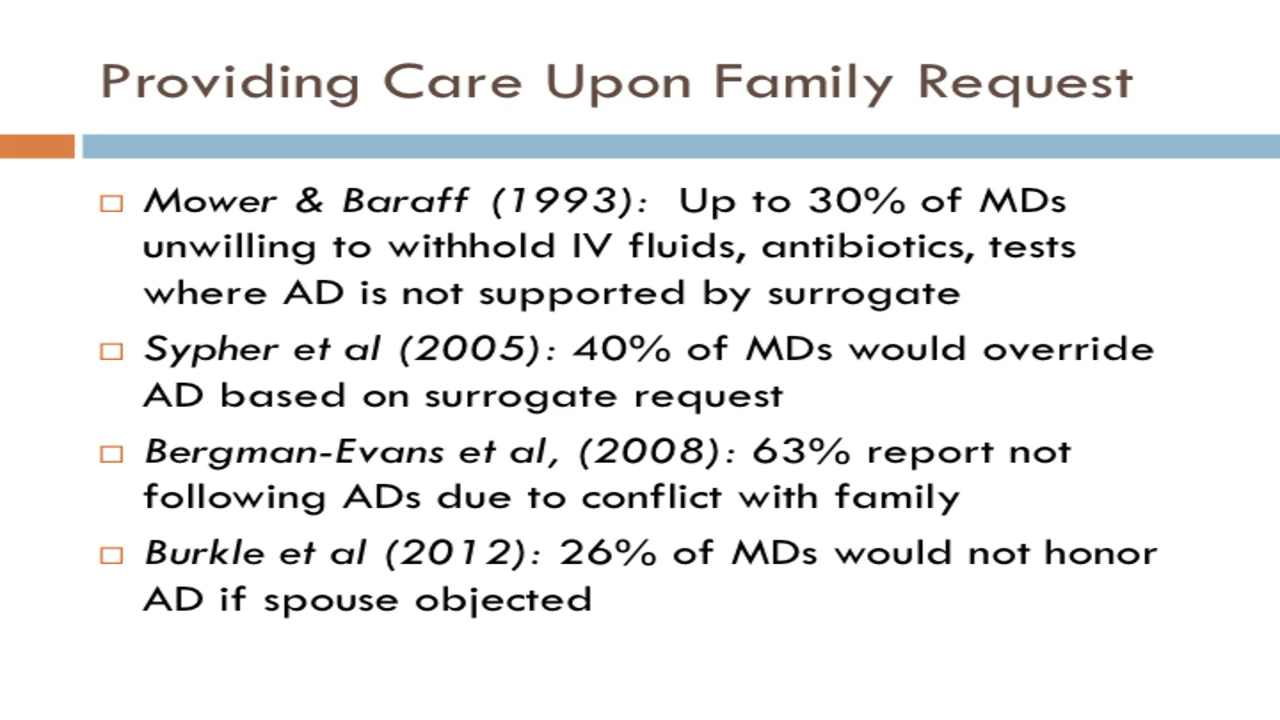 Providing Care Upon Family Request
Mower & Baraff (1993): Up to 30% of MDs
unwilling to withhold IV fluids, antibiotics, tests
where AD is not supported by surrogate
Sypher et al (2005): 40% of MDs would override
AD based on surrogate request
Bergman-Evans et al, (2008): 63% report not
following ADs due to conflict with family
Burkle et al (2012): 26% of MDs would not honor
AD if spouse objected